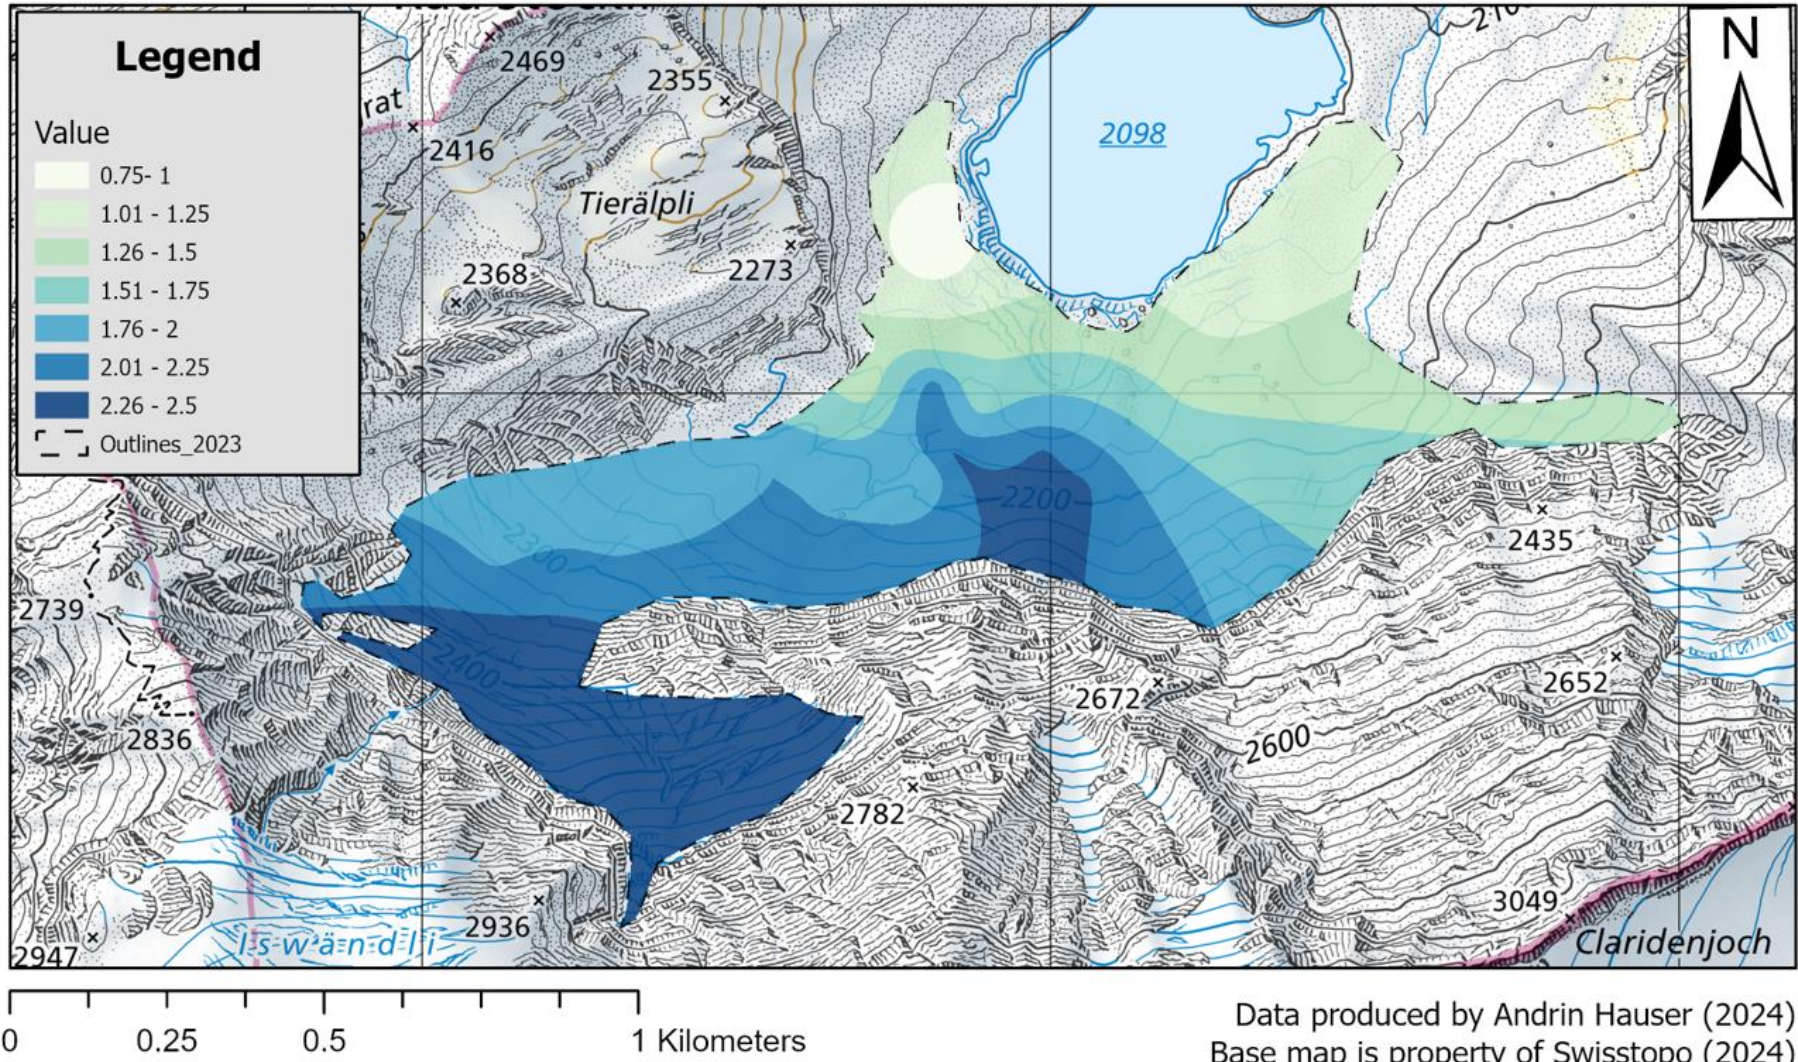 Legend
Value
0.75- 1
1.01 - 1.25
1.26 - 1.5
1.51 - 1.75
1.76 - 2
2.01 - 2.25
2.26 - 2.5
Outlines_2023
N
2469
2355
2416
rat
2098
Tierälpli
2368
2273
2200
2300
2435
2739
2400
2652
2672
2836
2600
2782
3049
2936
Iswändli
2947
Claridenjoch
0 0.25 0.5 1 Kilometers
Data produced by Andrin Hauser (2024)
Base map is property of Swisstopo (2024)